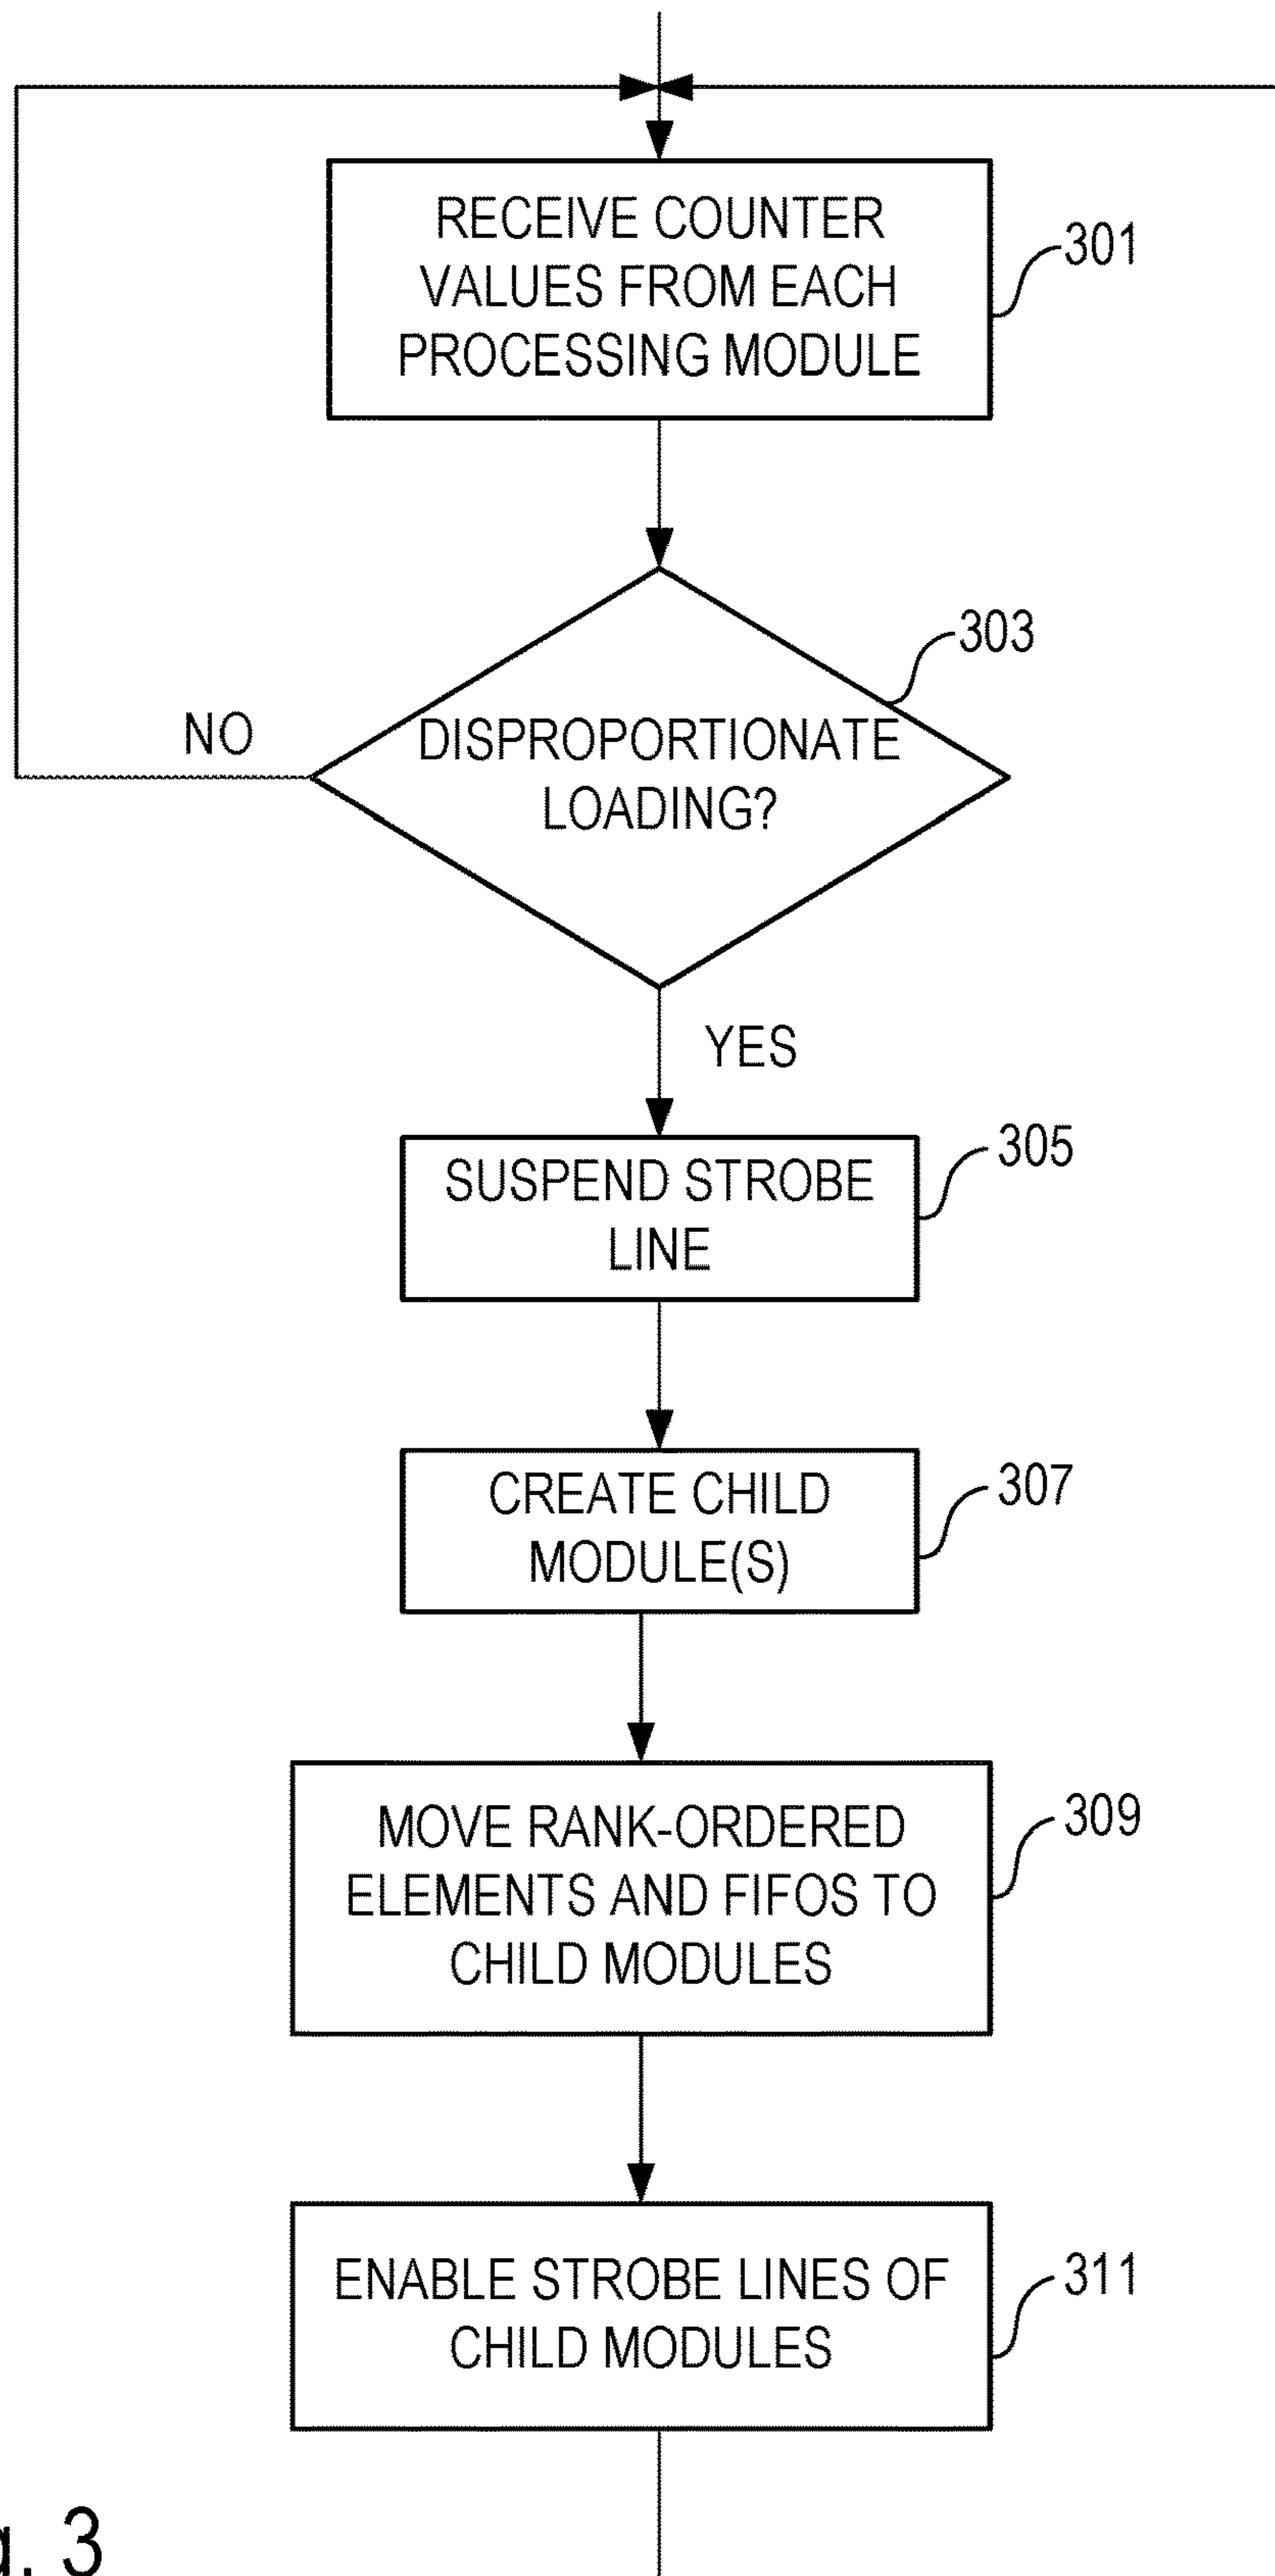 RECEIVE COUNTER
VALUES FROM EACH
PROCESSING MODULE
301
303
DISPROPORTIONATE
LOADING?
NO
YES
305
SUSPEND STROBE
LINE
307
CREATE CHILD
MODULE(S)
309
MOVE RANK-ORDERED
ELEMENTS AND FIFOS TO
CHILD MODULES
311
ENABLE STROBE LINES OF
CHILD MODULES
g. 3